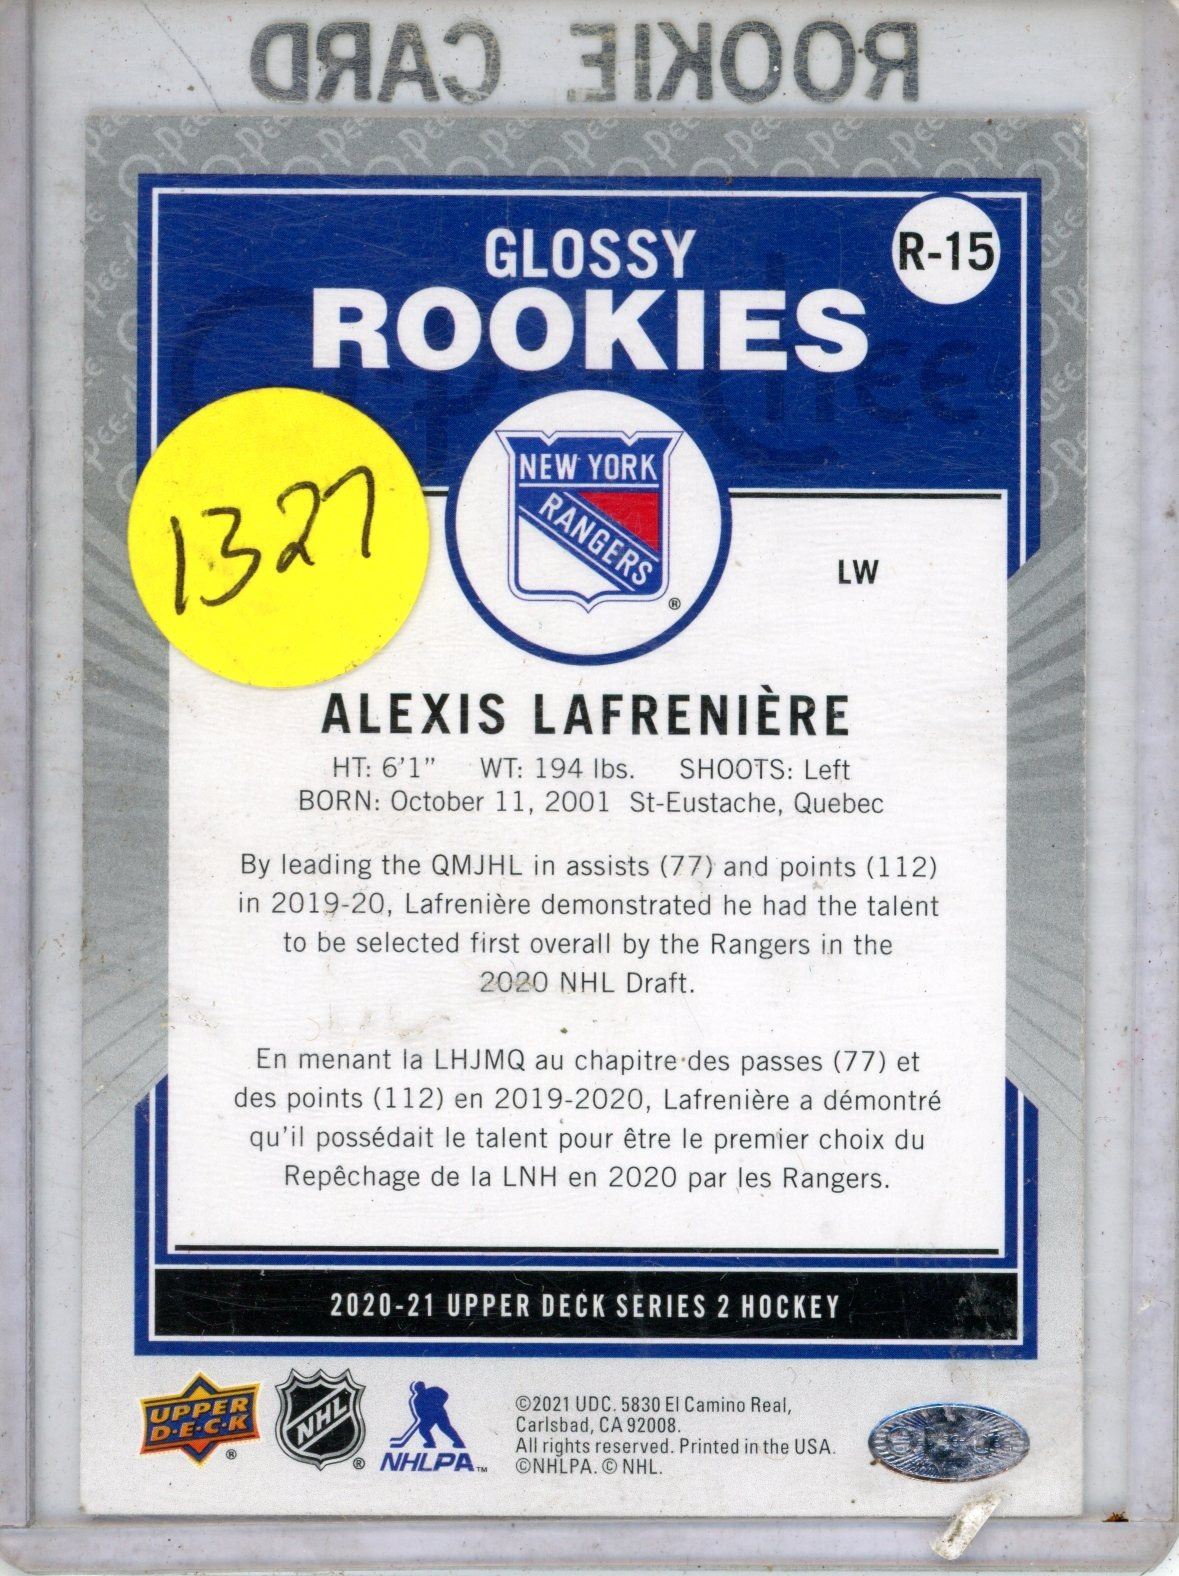 ROOKIE CARD
GLOSSY
ROOKIES
R-15
1327
NEW YORK
RANGERS
®
LW
ALEXIS LAFRENIÈRE
HT: 6'1" WT: 194 lbs. SHOOTS: Left
BORN: October 11, 2001 St-Eustache, Quebec
By leading the QMJHL in assists (77) and points (112)
in 2019-20, Lafrenière demonstrated he had the talent
to be selected first overall by the Rangers in the
2020 NHL Draft.
En menant la LHJMQ au chapitre des passes (77) et
des points (112) en 2019-2020, Lafrenière a démontré
qu'il possédait le talent pour être le premier choix du
Repêchage de la LNH en 2020 par les Rangers.
2020-21 UPPER DECK SERIES 2 HOCKEY
UPPER
D·E·C·K
®
NHL
®
NHLPA™
©2021 UDC. 5830 El Camino Real,
Carlsbad, CA 92008.
All rights reserved. Printed in the USA.
©NHLPA. © NHL.